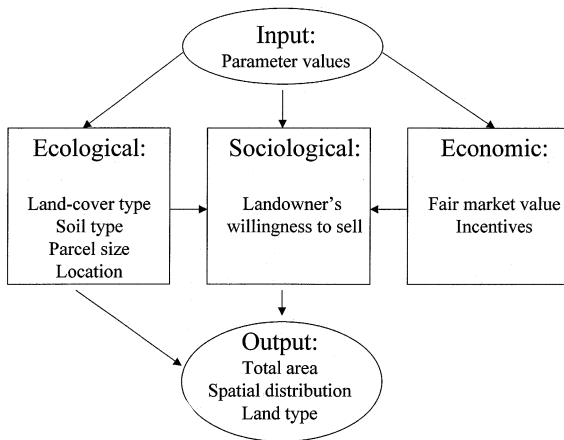 Input:
Parameter values
Ecological:
Land-cover type
Soil type
Parcel size
Location
Sociological:
Landowner's
willingness to sell
Economic:
Fair market value
Incentives
Output:
Total area
Spatial distribution
Land type